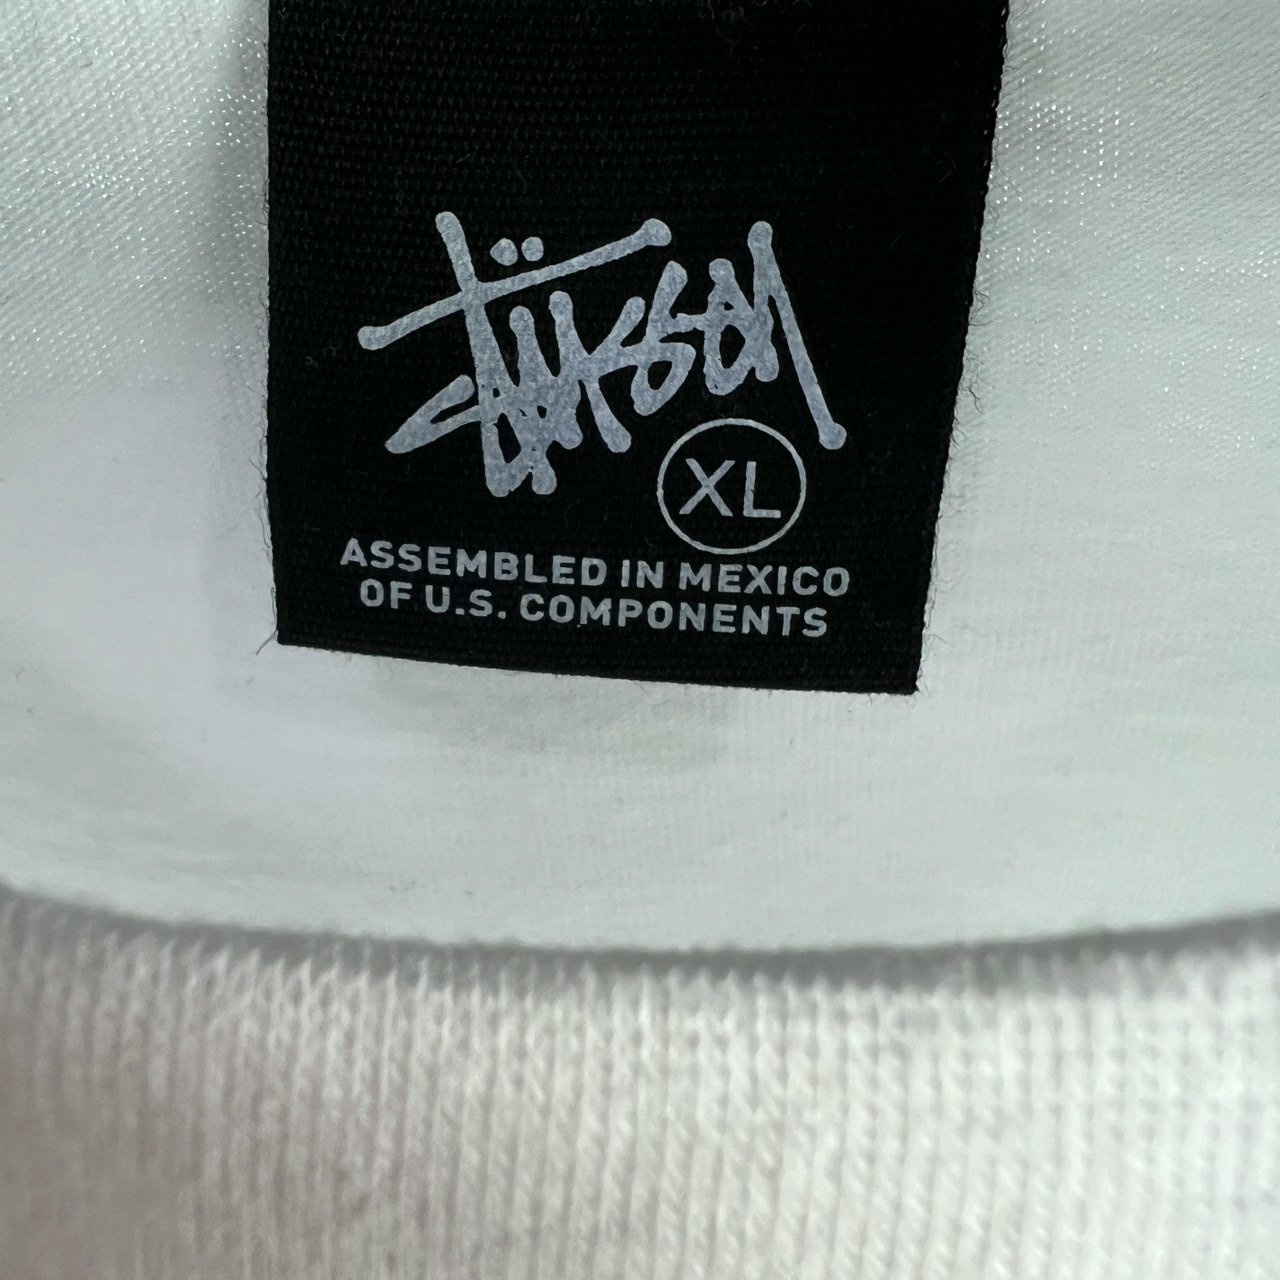 Stüssy
XL
ASSEMBLED IN MEXICO
OF U.S. COMPONENTS